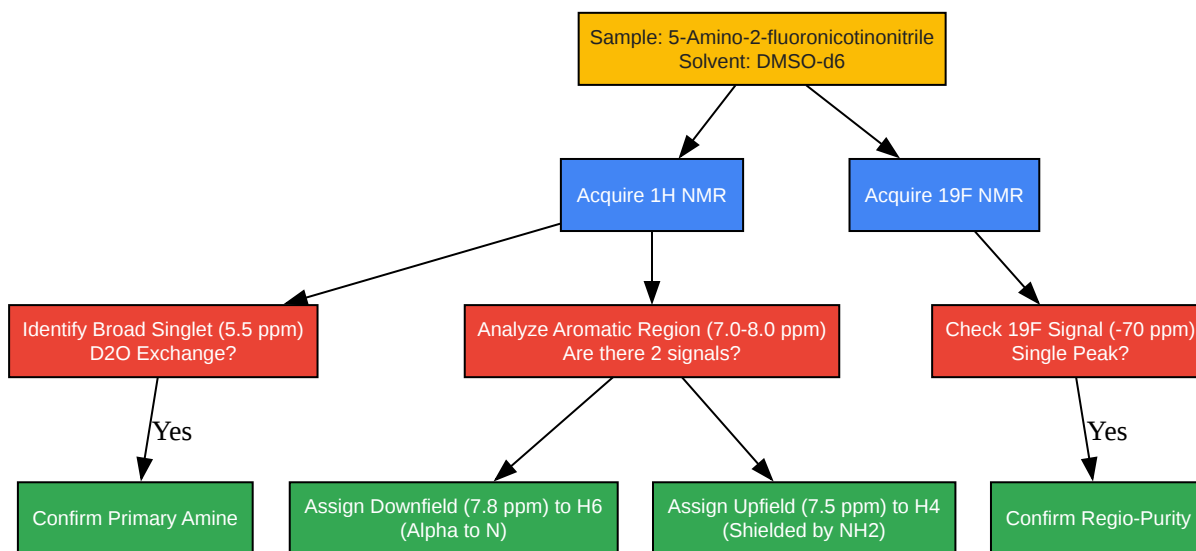 Sample: 5-Amino-2-fluoronicotinonitrile
Solvent: DMSO-d6
Acquire 1H NMR
Acquire 19F NMR
Identify Broad Singlet (5.5 ppm)
D2O Exchange?
Analyze Aromatic Region (7.0-8.0 ppm)
Are there 2 signals?
Check 19F Signal (-70 ppm)
Single Peak?
Yes
Yes
Confirm Primary Amine
Assign Downfield (7.8 ppm) to H6
(Alpha to N)
Assign Upfield (7.5 ppm) to H4
(Shielded by NH2)
Confirm Regio-Purity